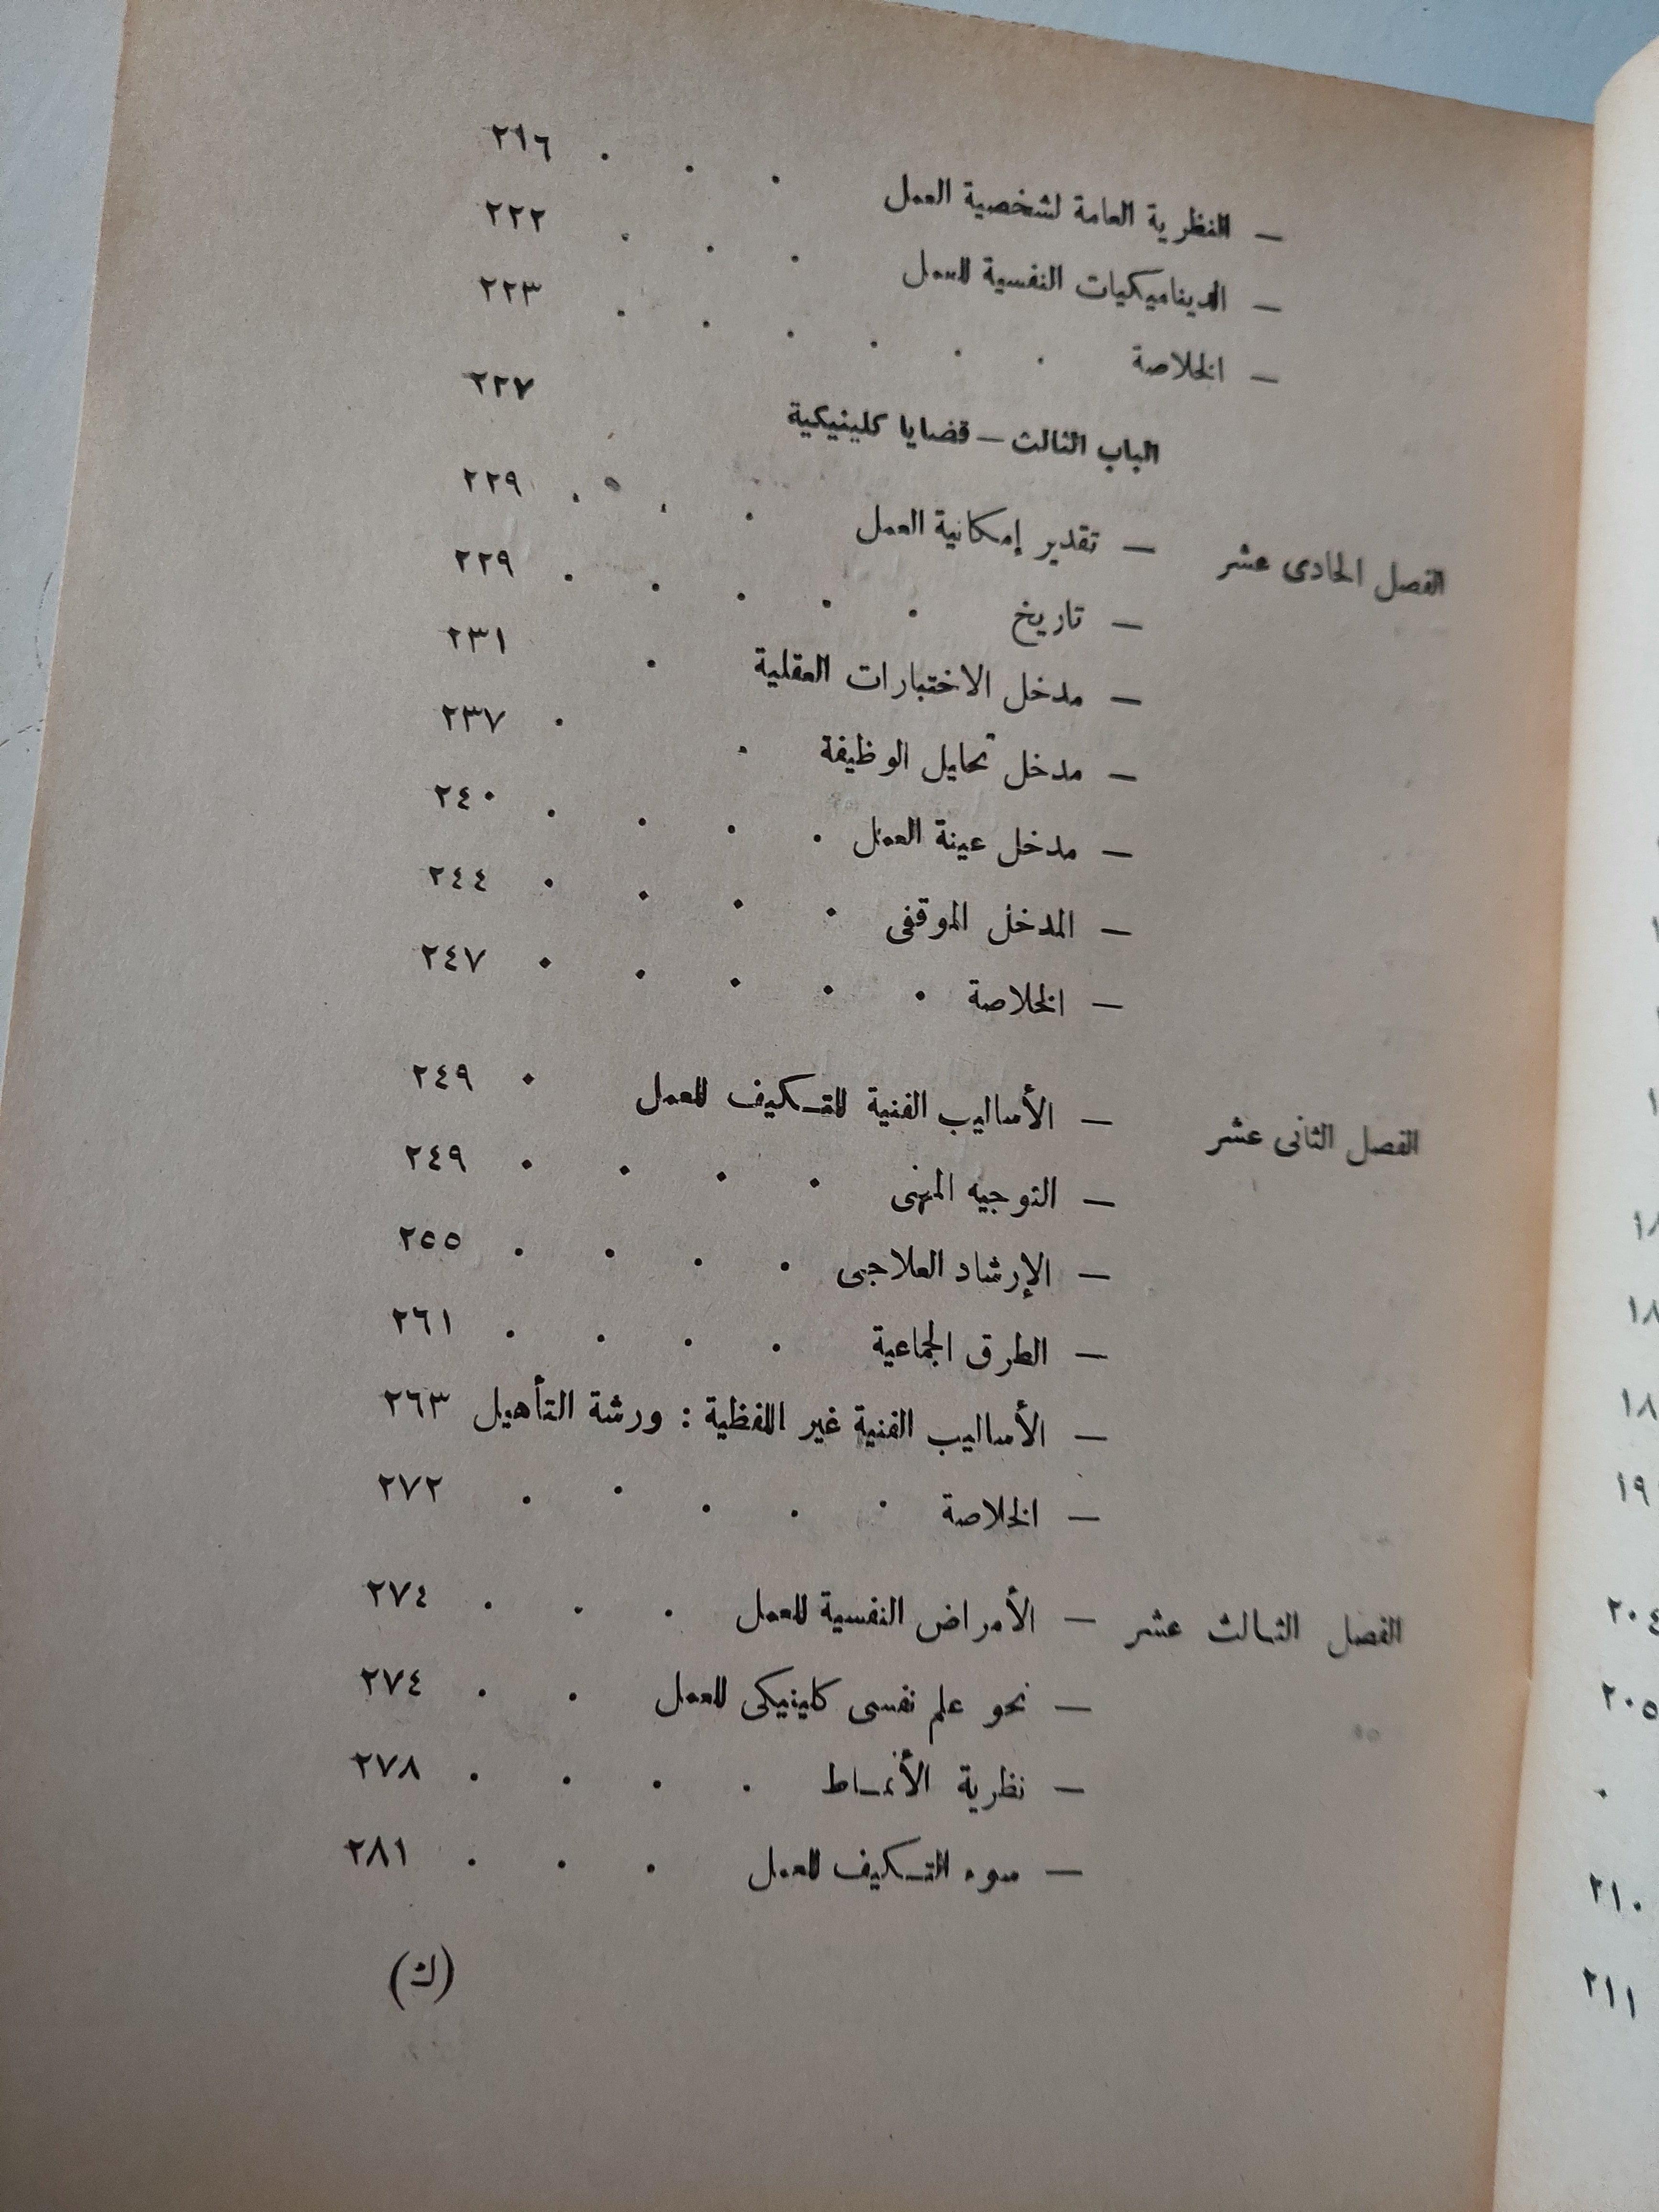 — النظرية العامة لشخصية العمل . . . ٢١٦
— الديناميكيات النفسية للعمل . . . ٢٢٢
— الخلاصة . . . . . . ٢٢٣
الباب الثالث — قضايا كلينيكية ٢٢٧
الفصل الحادى عشر — تقدير إمكانية العمل . . . ٢٢٩
— تاريخ . . . . . ٢٢٩
— مدخل الاختبارات العقلية . ٢٣١
— مدخل تحليل الوظيفة . . ٢٣٧
— مدخل عينة العمل . . . . ٢٤٠
— المدخل الموقفى . . . . ٢٤٤
— الخلاصة . . . . . ٢٤٧
الفصل الثانى عشر — الأساليب الفنية للتكيف للعمل . ٢٤٩
— التوجيه المهنى . . . . ٢٤٩
— الإرشاد العلاجى . . . . ٢٥٥
— الطرق الجماعية . . . . ٢٦١
— الأساليب الفنية غير اللفظية : ورشة التأهيل ٢٦٣
— الخلاصة . . . . . ٢٧٢
الفصل الثالث عشر — الأمراض النفسية للعمل . . . ٢٧٤
— نحو علم نفسى كلينيكى للعمل . . ٢٧٤
— نظرية الأنماط . . . . ٢٧٨
— سوء التكيف للعمل . . . ٢٨١
(ك)
٢٠٤
٢٠٥
٢١٠
٢١١